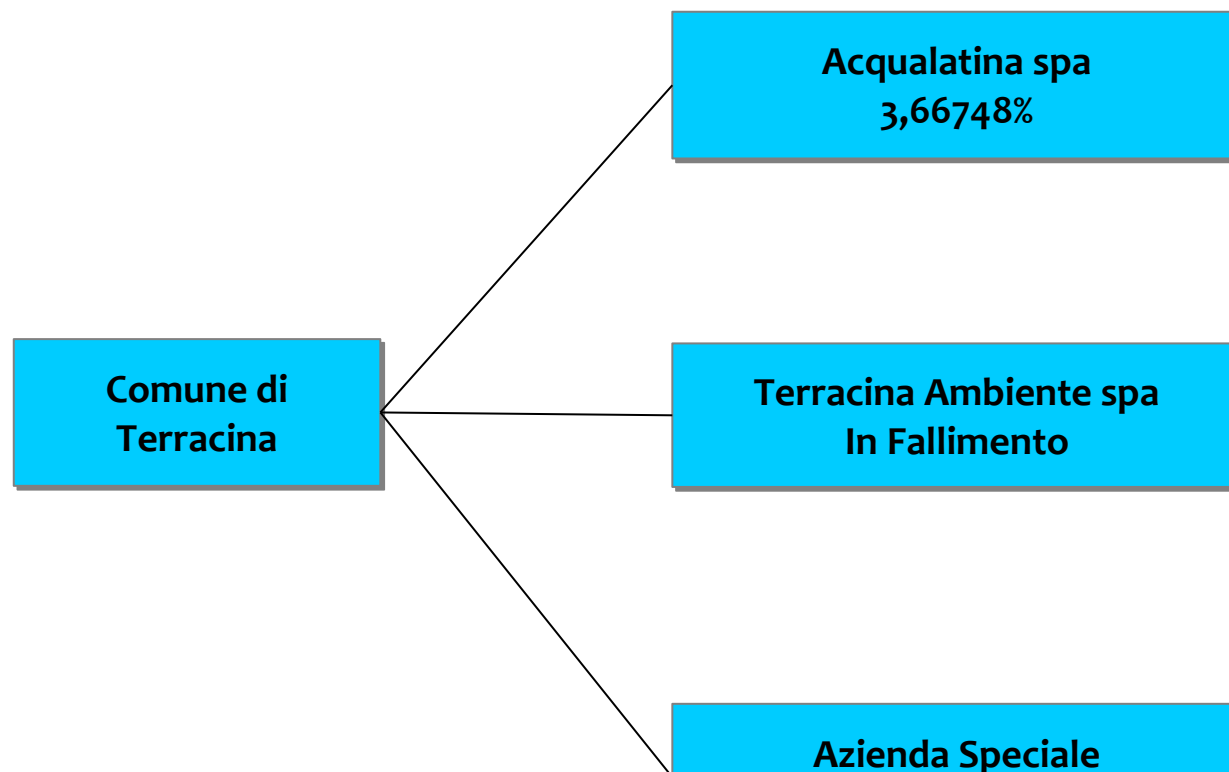 Acqualatina spa
3,66748%
Comune di
Terracina
Terracina Ambiente spa
In Fallimento
Azienda Speciale